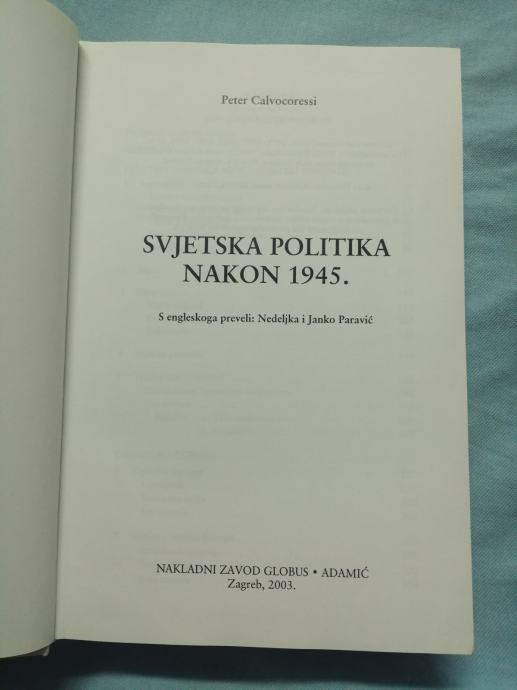 Peter Calvocoressi
SVJETSKA POLITIKA
NAKON 1945.
S engleskoga preveli: Nedeljka i Janko Paravić
NAKLADNI ZAVOD GLOBUS • ADAMIĆ
Zagreb, 2003.